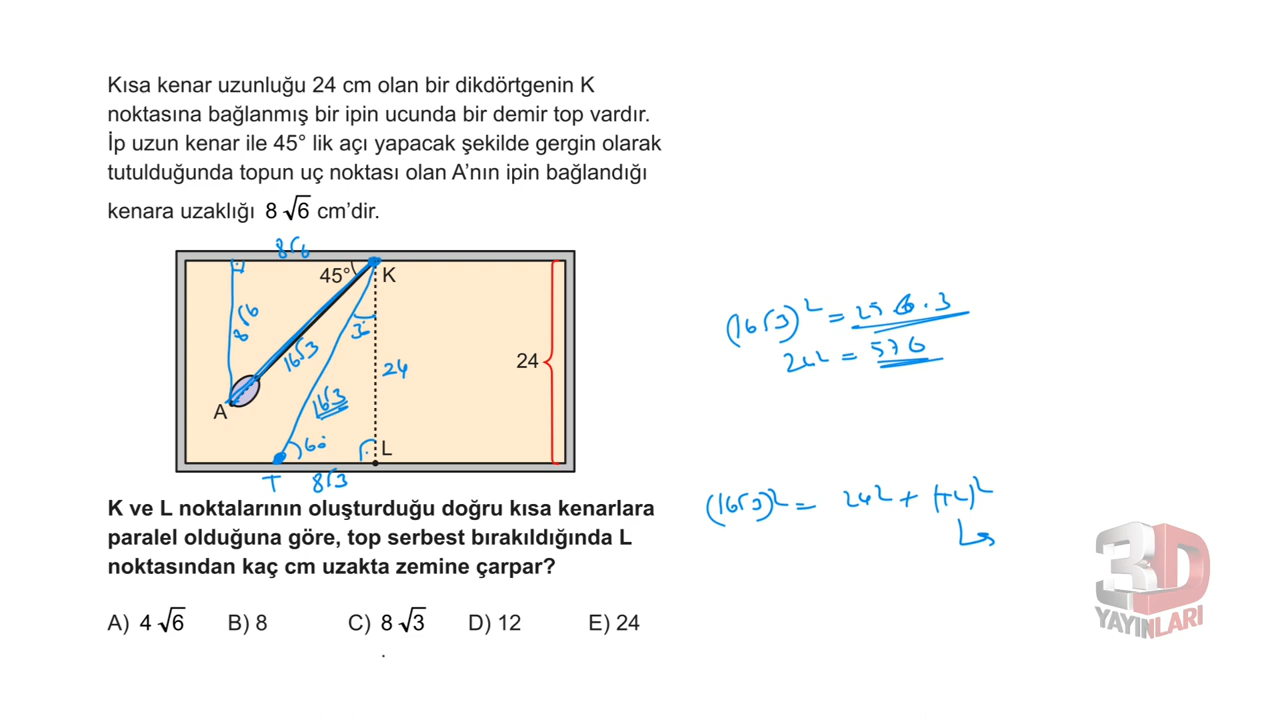 Kısa kenar uzunluğu 24 cm olan bir dikdörtgenin K
noktasına bağlanmış bir ipin ucunda bir demir top vardır.
İp uzun kenar ile 45° lik açı yapacak şekilde gergin olarak
tutulduğunda topun uç noktası olan A'nın ipin bağlandığı
kenara uzaklığı 8√6 cm'dir.
8√6
45°
K
8√6
16√3
30
24
24
(16√3)² = 256.3
24² = 576
A
16√3
60
L
T
8√3
(16√3)² = 24² + (TL)²
K ve L noktalarının oluşturduğu doğru kısa kenarlara
paralel olduğuna göre, top serbest bırakıldığında L
noktasından kaç cm uzakta zemine çarpar?
A) 4√6 B) 8 C) 8√3 D) 12 E) 24
3D
YAYINLARI